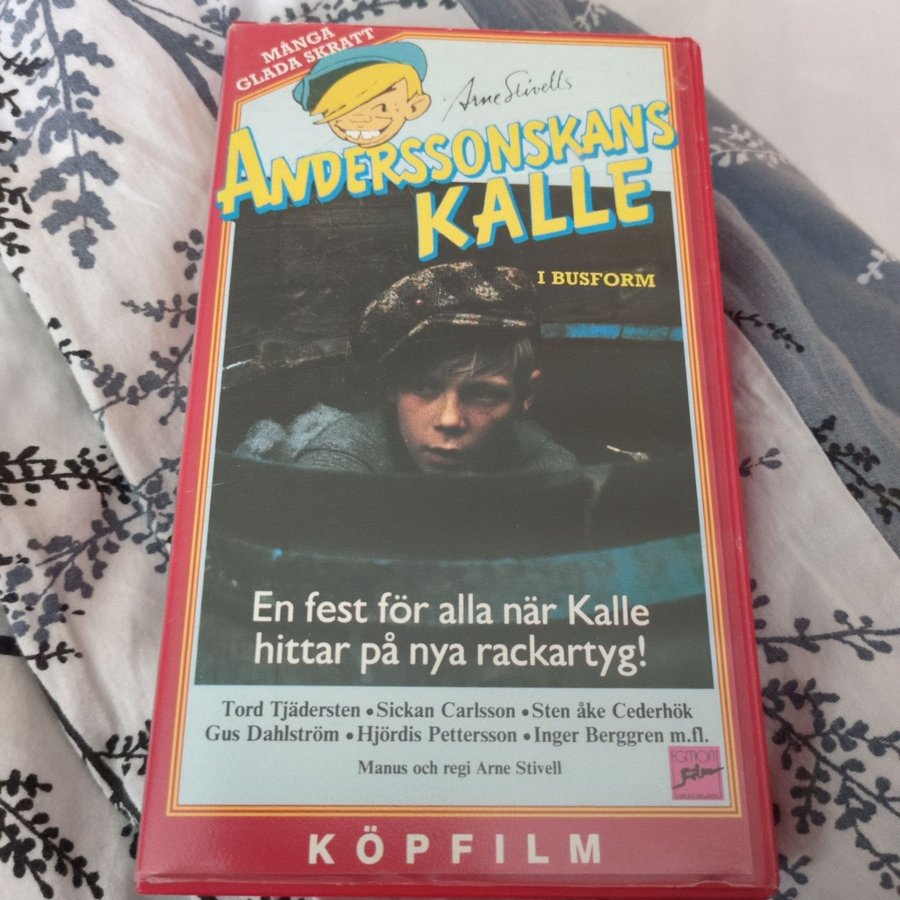 MÅNGA
GLADA SKRATT
Arne Stivells
ANDERSSONSKANS
KALLE
I BUSFORM
En fest för alla när Kalle
hittar på nya rackartyg!
Tord Tjädersten • Sickan Carlsson • Sten åke Cederhök
Gus Dahlström • Hjördis Pettersson • Inger Berggren m.fl.
Manus och regi Arne Stivell
EGMONT
Film
KÖPFILM